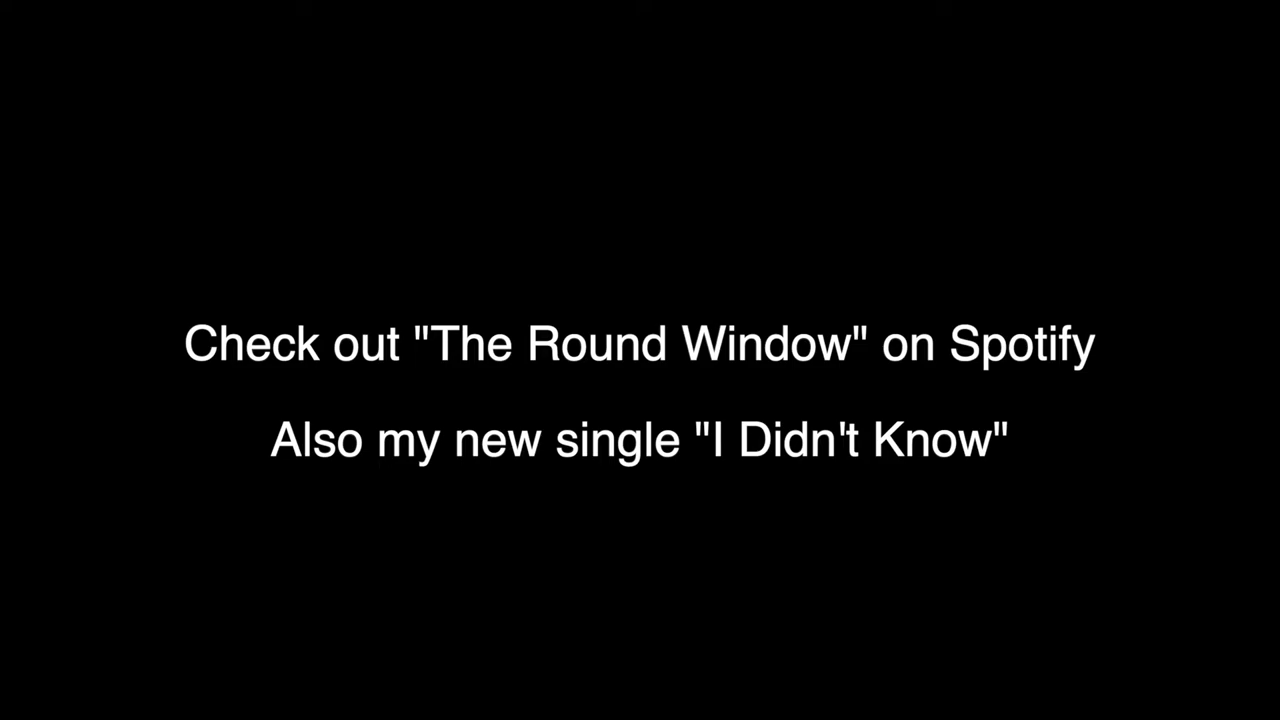 Check out "The Round Window" on Spotify
Also my new single "I Didn't Know"